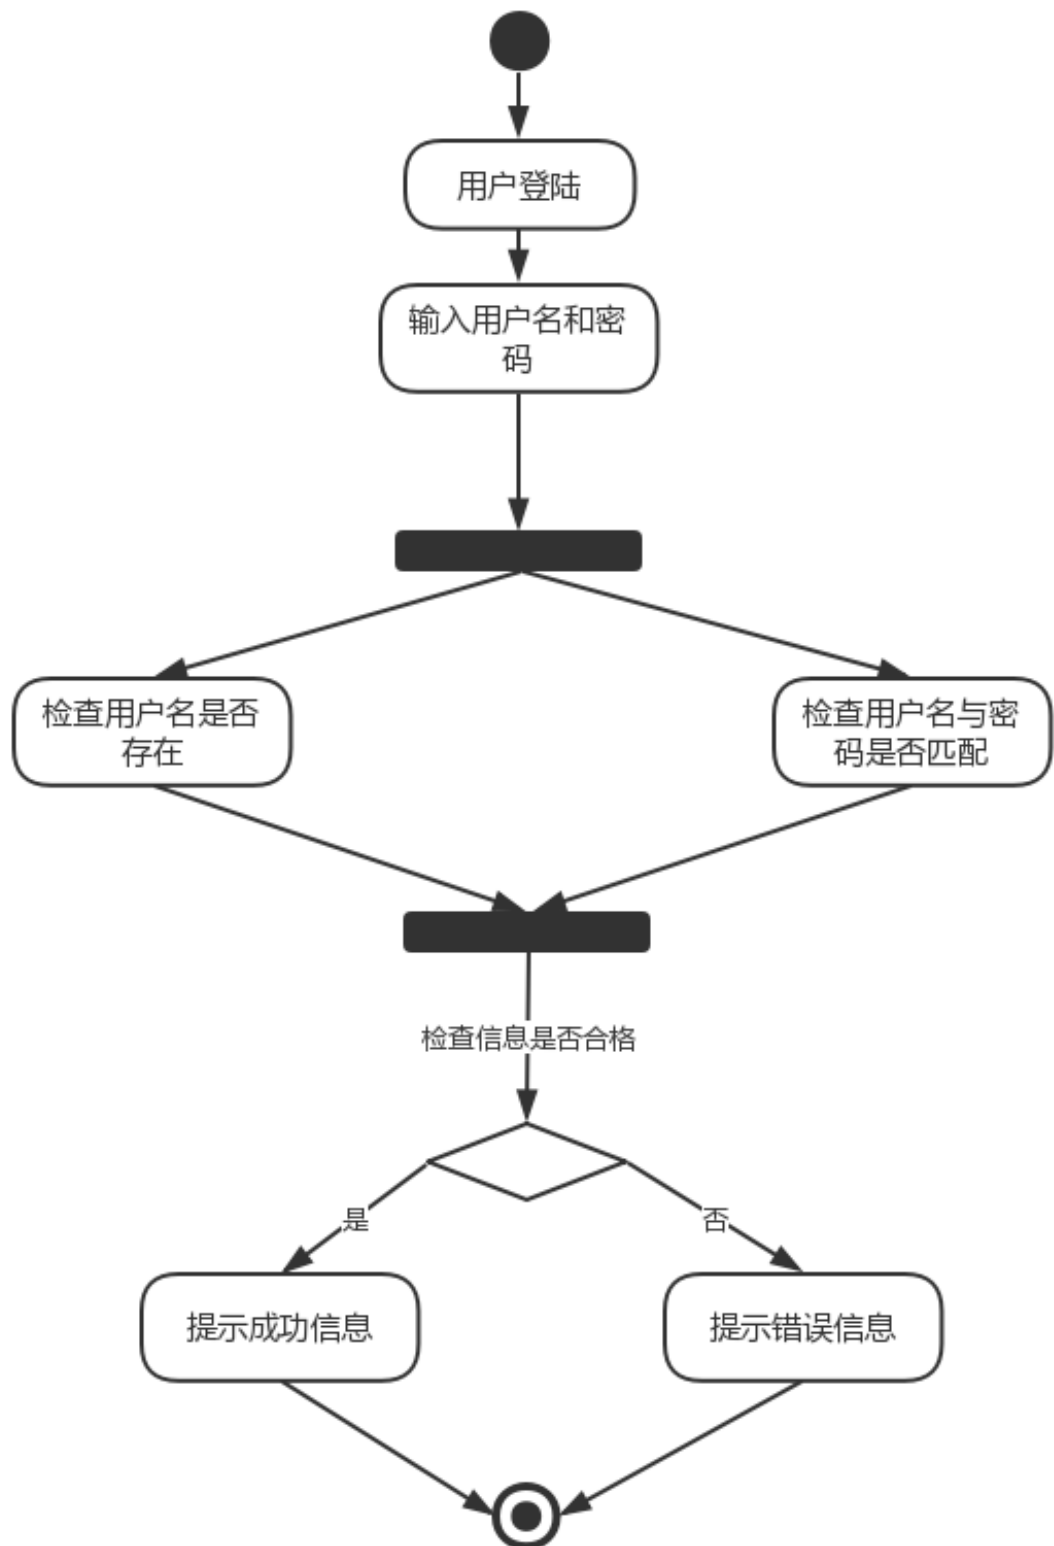 用户登陆
输入用户名和密
码
检查用户名是否
存在
检查用户名与密
码是否匹配
检查信息是否合格
是
否
提示成功信息
提示错误信息